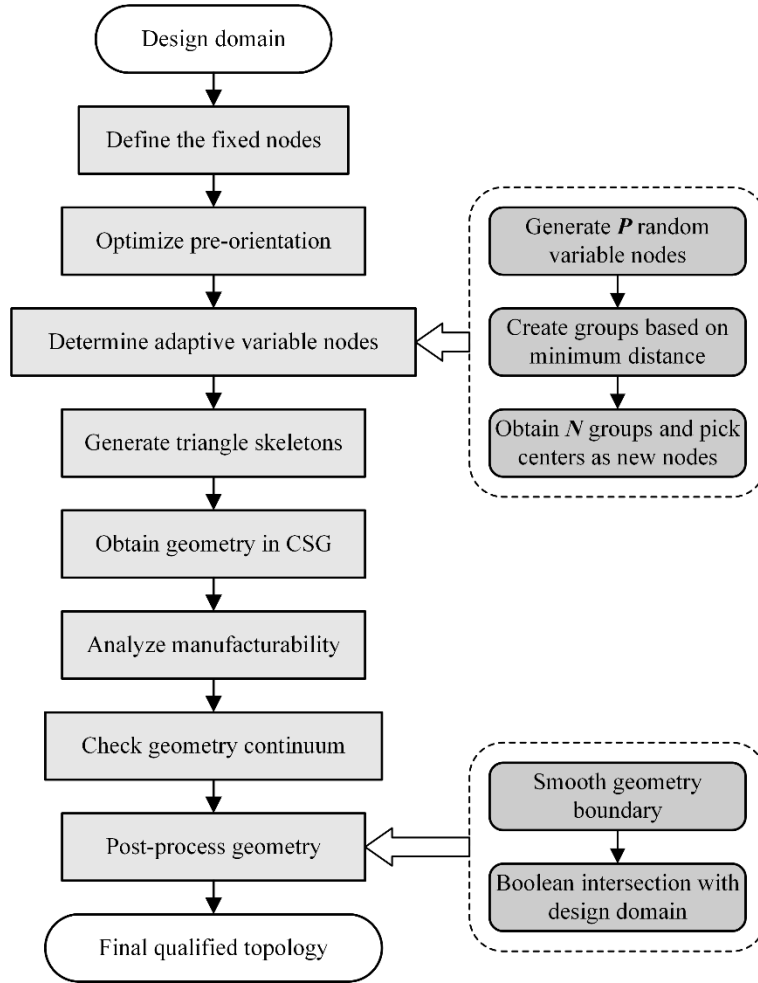 Design domain
Define the fixed nodes
Optimize pre-orientation
Determine adaptive variable nodes
Generate triangle skeletons
Obtain geometry in CSG
Analyze manufacturability
Check geometry continuum
Post-process geometry
Final qualified topology
Generate P random
variable nodes
Create groups based on
minimum distance
Obtain N groups and pick
centers as new nodes
Smooth geometry
boundary
Boolean intersection with
design domain